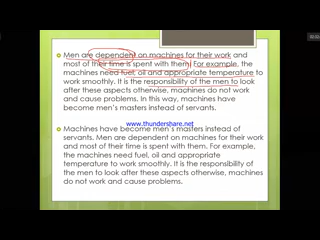 Men are dependent on machines for their work and
most of their time is spent with them. For example, the
machines need fuel, oil and appropriate temperature to
work smoothly. It is the responsibility of the men to look
after these aspects otherwise, machines do not work
and cause problems. In this way, machines have
become men's masters instead of servants.
www.thundershare.net
Machines have become men's masters instead of
servants. Men are dependent on machines for their work
and most of their time is spent with them. For example,
the machines need fuel, oil and appropriate
temperature to work smoothly. It is the responsibility of
the men to look after these aspects otherwise, machines
do not work and cause problems.